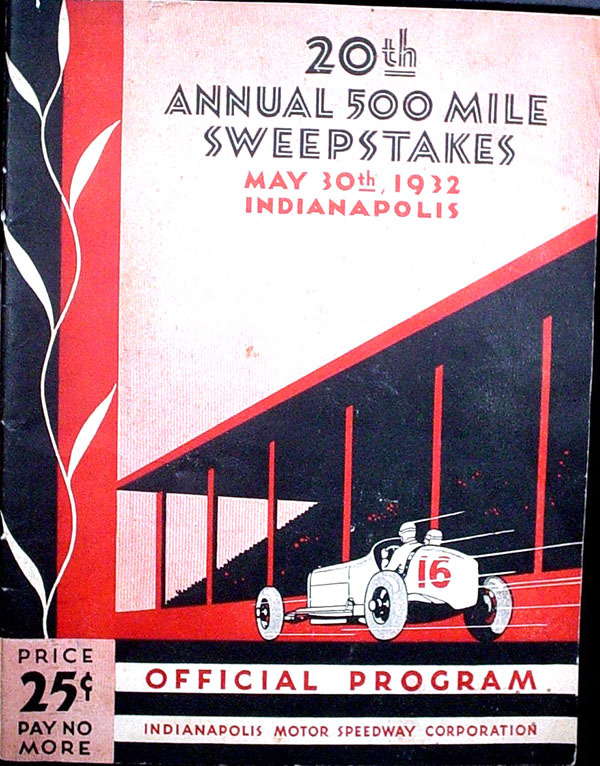 20th
ANNUAL 500 MILE
SWEEPSTAKES
MAY 30th, 1932
INDIANAPOLIS
16
PRICE
25¢
PAY NO
MORE
OFFICIAL PROGRAM
INDIANAPOLIS MOTOR SPEEDWAY CORPORATION